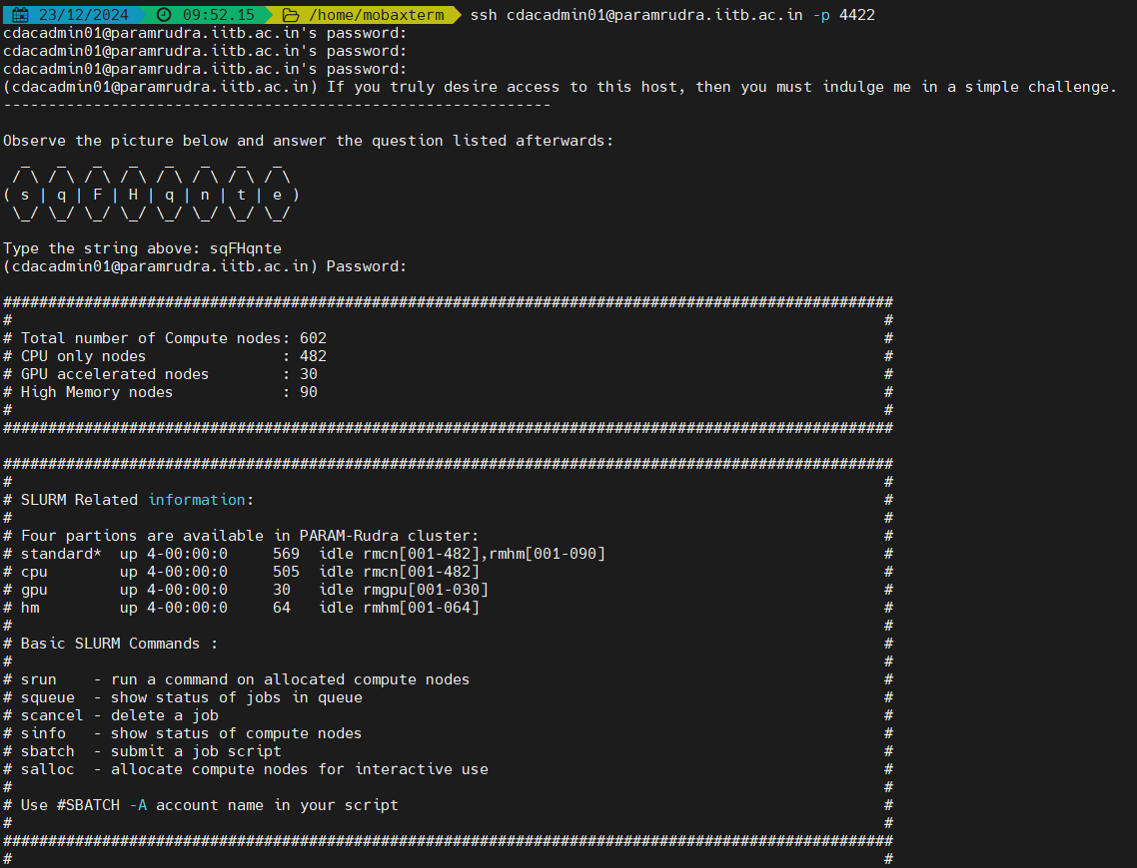 23/12/2024 09:52.15 /home/mobaxterm ssh cdacadmin01@paramrudra.iitb.ac.in -p 4422
cdacadmin01@paramrudra.iitb.ac.in's password:
cdacadmin01@paramrudra.iitb.ac.in's password:
cdacadmin01@paramrudra.iitb.ac.in's password:
(cdacadmin01@paramrudra.iitb.ac.in) If you truly desire access to this host, then you must indulge me in a simple challenge.
-------------------------------------------------------------
Observe the picture below and answer the question listed afterwards:
  _   _   _   _   _   _   _   _
 / \ / \ / \ / \ / \ / \ / \ / \
( s | q | F | H | q | n | t | e )
 \_/ \_/ \_/ \_/ \_/ \_/ \_/ \_/
Type the string above: sqFHqnte
(cdacadmin01@paramrudra.iitb.ac.in) Password:
###################################################################################################
#                                                                                                 #
# Total number of Compute nodes: 602                                                              #
# CPU only nodes               : 482                                                              #
# GPU accelerated nodes        : 30                                                               #
# High Memory nodes            : 90                                                               #
#                                                                                                 #
###################################################################################################
###################################################################################################
#                                                                                                 #
# SLURM Related information:                                                                      #
#                                                                                                 #
# Four partions are available in PARAM-Rudra cluster:                                             #
# standard*  up 4-00:00:0     569  idle rmcn[001-482],rmhm[001-090]                               #
# cpu        up 4-00:00:0     505  idle rmcn[001-482]                                             #
# gpu        up 4-00:00:0     30   idle rmgpu[001-030]                                            #
# hm         up 4-00:00:0     64   idle rmhm[001-064]                                             #
#                                                                                                 #
# Basic SLURM Commands :                                                                          #
#                                                                                                 #
# srun    - run a command on allocated compute nodes                                              #
# squeue  - show status of jobs in queue                                                          #
# scancel - delete a job                                                                          #
# sinfo   - show status of compute nodes                                                          #
# sbatch  - submit a job script                                                                   #
# salloc  - allocate compute nodes for interactive use                                            #
#                                                                                                 #
# Use #SBATCH -A account name in your script                                                      #
#                                                                                                 #
###################################################################################################
#                                                                                                 #